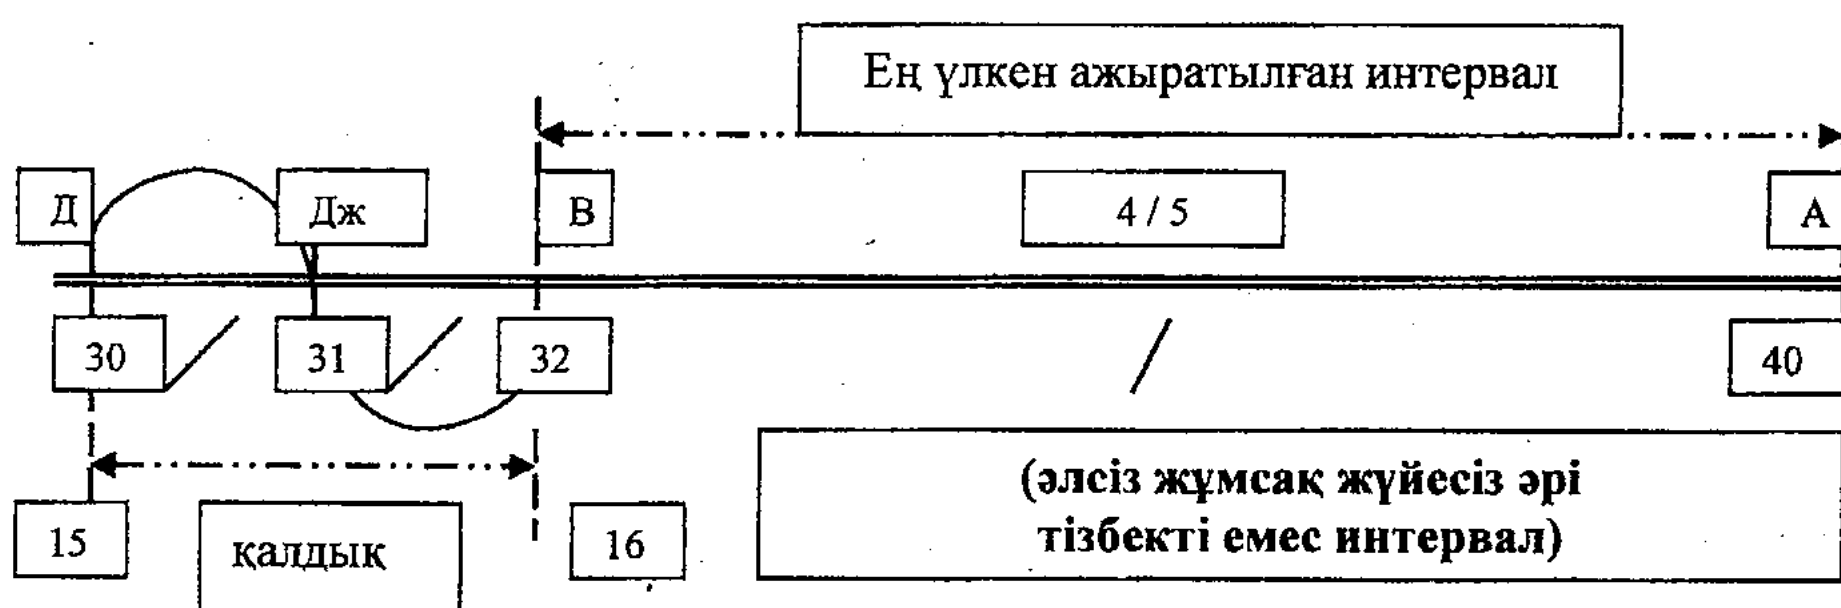 Ең үлкен ажыратылған интервал
Д
Дж
В
4 / 5
А
30
31
32
40
(әлсіз жұмсақ жүйесіз әрі
тізбекті емес интервал)
15
қалдық
16